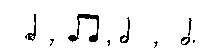 𝅗𝅥 , ♫ , 𝅗𝅥 , 𝅗𝅥.